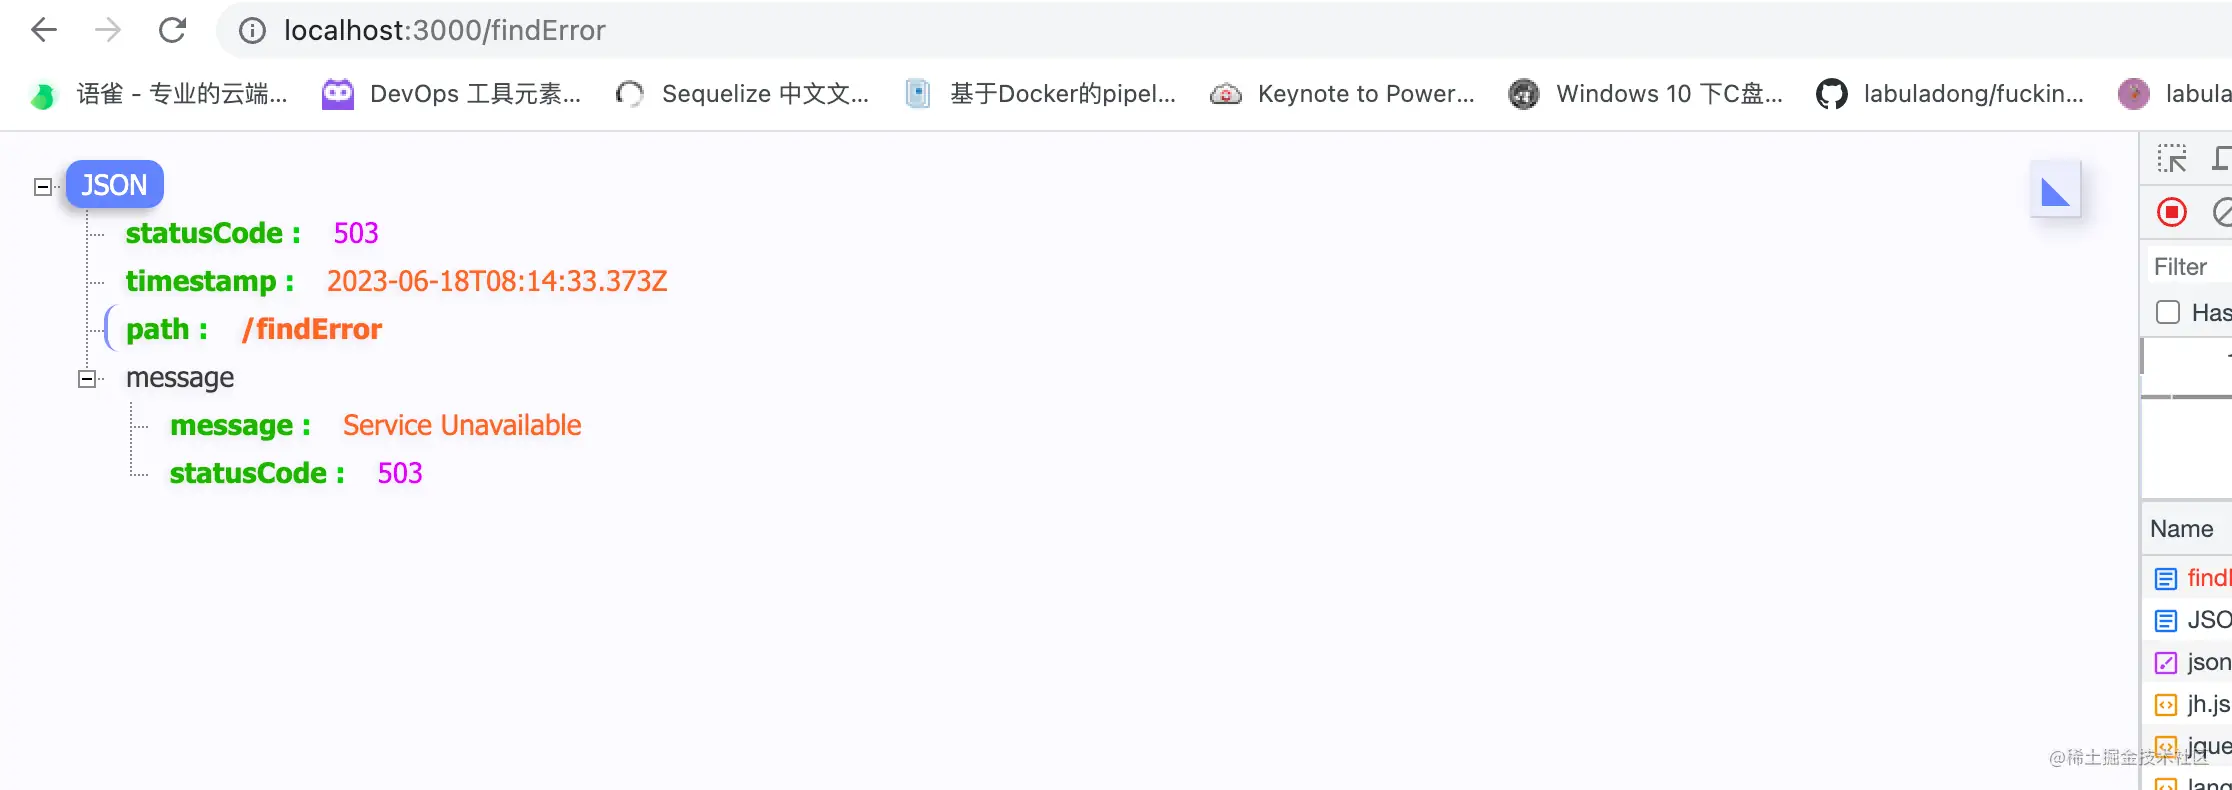 localhost:3000/findError
语雀 - 专业的云端... DevOps 工具元素... Sequelize 中文文... 基于Docker的pipel... Keynote to Power... Windows 10 下C盘... labuladong/fuckin... labula
JSON
statusCode : 503
timestamp : 2023-06-18T08:14:33.373Z
path : /findError
message
message : Service Unavailable
statusCode : 503
Filter
Has
Name
find
JSO
json
jh.js
jque
lang
@稀土掘金技术社区